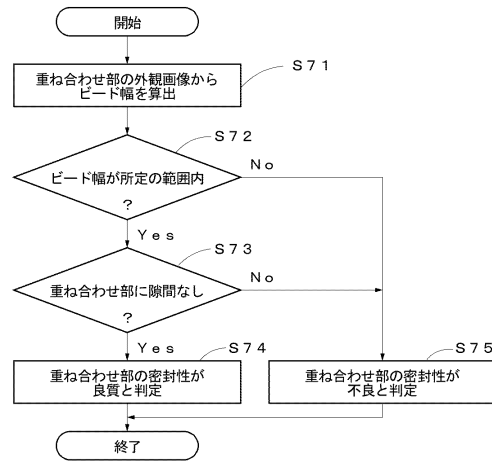 開始
S71
重ね合わせ部の外観画像から
ビード幅を算出
S72
ビード幅が所定の範囲内
?
No
Yes
S73
重ね合わせ部に隙間なし
?
No
Yes
S74
重ね合わせ部の密封性が
良質と判定
S75
重ね合わせ部の密封性が
不良と判定
終了